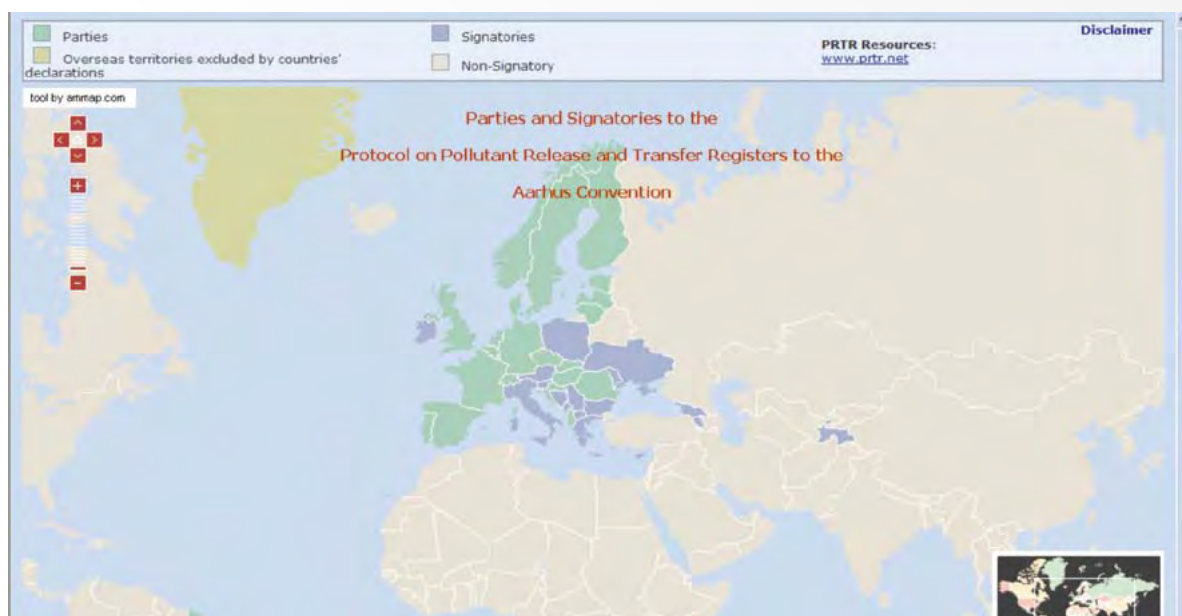 Parties
Signatories
Disclaimer
Overseas territories excluded by countries'
declarations
Non-Signatory
PRTR Resources:
www.prtr.net
tool by ammap.com
Parties and Signatories to the
Protocol on Pollutant Release and Transfer Registers to the
Aarhus Convention